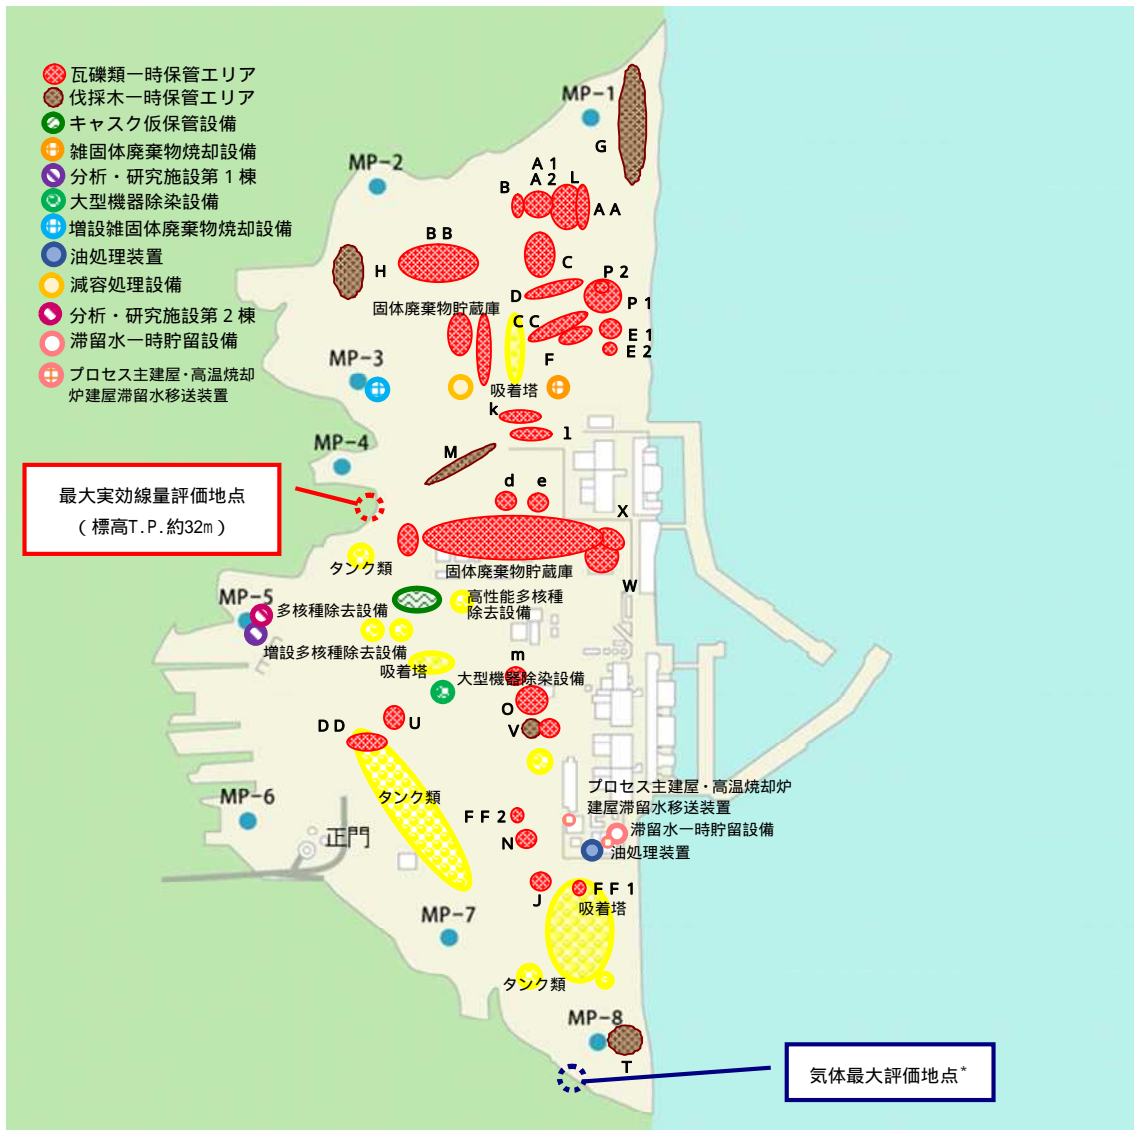 瓦礫類一時保管エリア
伐採木一時保管エリア
キャスク仮保管設備
雑固体廃棄物焼却設備
分析・研究施設第１棟
大型機器除染設備
増設雑固体廃棄物焼却設備
油処理装置
減容処理設備
分析・研究施設第２棟
滞留水一時貯留設備
プロセス主建屋・高温焼却
炉建屋滞留水移送装置
MP-1
G
MP-2
A１
A２
L
B
AA
BB
H
C
P２
D
P１
固体廃棄物貯蔵庫
CC
E１
E２
F
MP-3
吸着塔
k
l
MP-4
M
d
e
X
最大実効線量評価地点
（標高T.P.約32m）
タンク類
固体廃棄物貯蔵庫
W
MP-5
多核種除去設備
高性能多核種
除去設備
増設多核種除去設備
吸着塔
m
大型機器除染設備
O
U
DD
V
タンク類
プロセス主建屋・高温焼却炉
建屋滞留水移送装置
MP-6
FF２
滞留水一時貯留設備
正門
N
油処理装置
J
FF１
吸着塔
MP-7
タンク類
MP-8
T
気体最大評価地点*